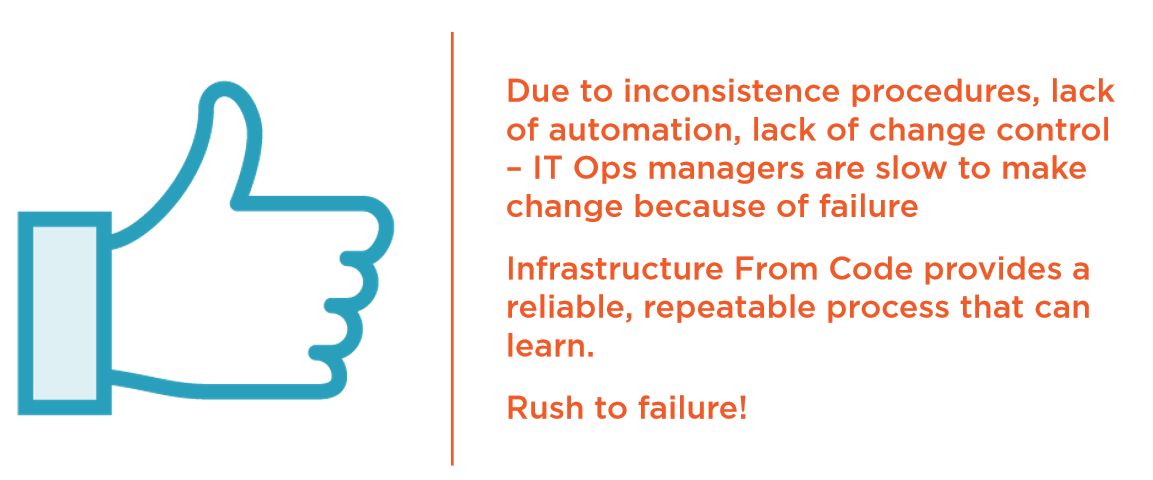 Due to inconsistence procedures, lack
of automation, lack of change control
– IT Ops managers are slow to make
change because of failure
Infrastructure From Code provides a
reliable, repeatable process that can
learn.
Rush to failure!